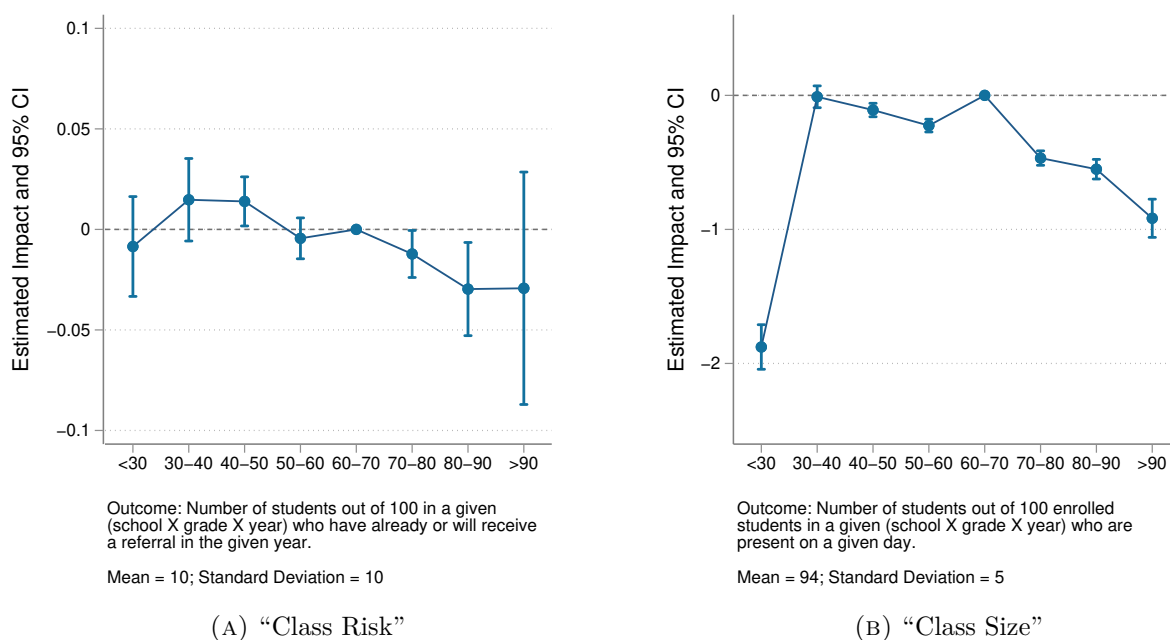 Estimated Impact and 95% CI
0.1
0.05
0
−0.05
−0.1
<30 30−40 40−50 50−60 60−70 70−80 80−90 >90
Outcome: Number of students out of 100 in a given
(school X grade X year) who have already or will receive
a referral in the given year.
Mean = 10; Standard Deviation = 10
(A) “Class Risk”
Estimated Impact and 95% CI
0
−1
−2
<30 30−40 40−50 50−60 60−70 70−80 80−90 >90
Outcome: Number of students out of 100 enrolled
students in a given (school X grade X year) who are
present on a given day.
Mean = 94; Standard Deviation = 5
(B) “Class Size”